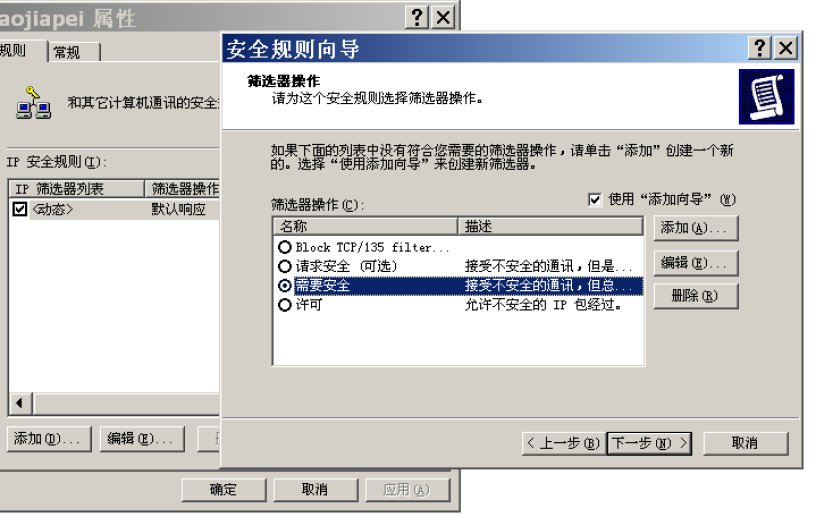 aojiapei 属性
规则
常规
和其它计算机通讯的安全
IP 安全规则(I):
IP 筛选器列表
筛选器操作
<动态>
默认响应
添加(D)...
编辑(E)...
确定
取消
应用(A)
安全规则向导
筛选器操作
请为这个安全规则选择筛选器操作。
如果下面的列表中没有符合您需要的筛选器操作，请单击“添加”创建一个新
的。选择“使用添加向导”来创建新筛选器。
筛选器操作(C):
使用“添加向导”(W)
名称
描述
添加(A)...
Block TCP/135 filter...
请求安全 (可选)
接受不安全的通讯，但是...
编辑(E)...
需要安全
接受不安全的通讯，但总...
许可
允许不安全的 IP 包经过。
删除(R)
< 上一步(B)
下一步(N) >
取消